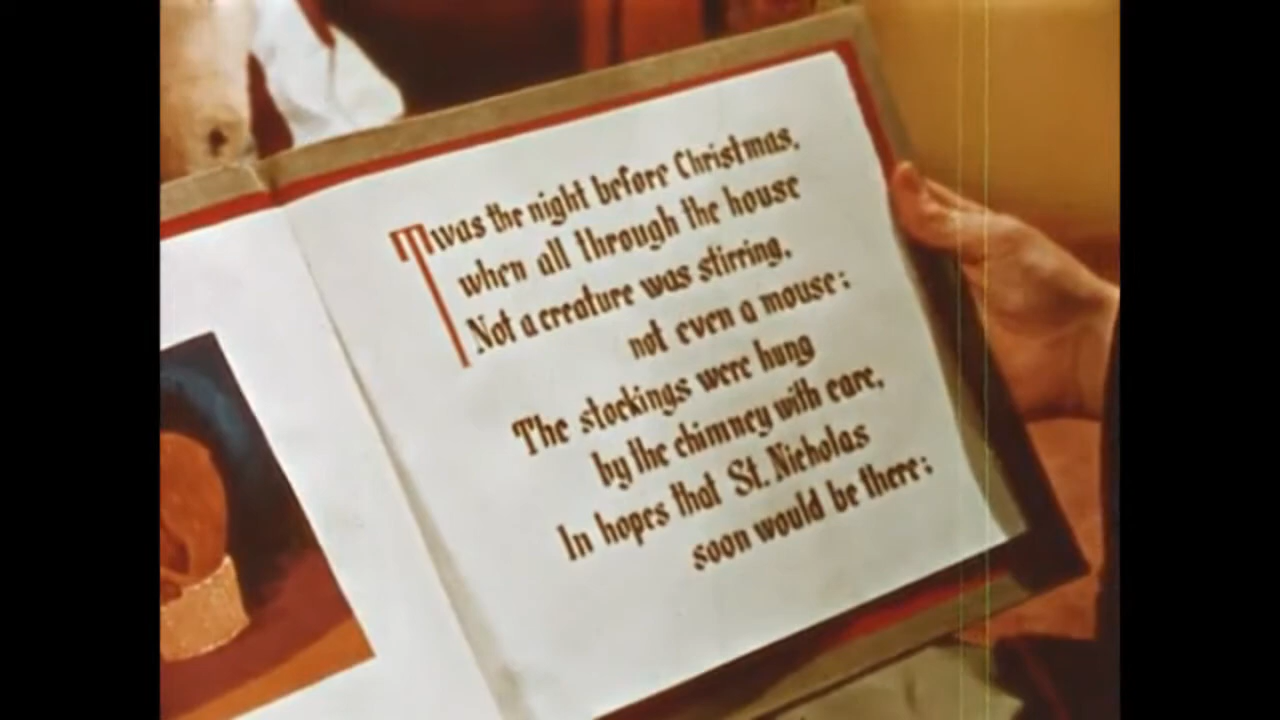 Twas the night before Christmas,
when all through the house
Not a creature was stirring,
not even a mouse;
The stockings were hung
by the chimney with care,
In hopes that St. Nicholas
soon would be there;